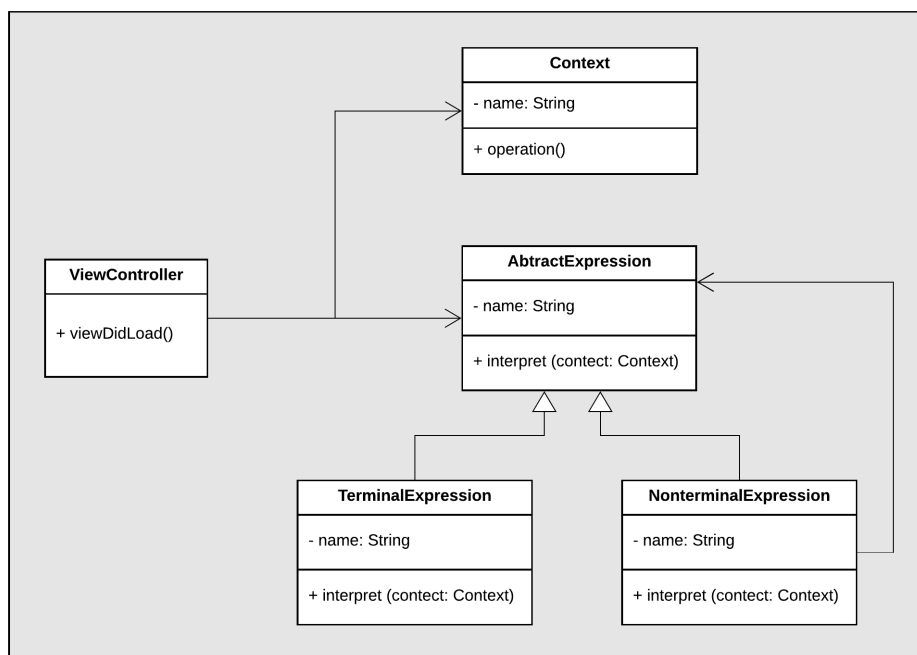 Context
- name: String
+ operation()
ViewController
+ viewDidLoad()
AbtractExpression
- name: String
+ interpret (contect: Context)
TerminalExpression
- name: String
+ interpret (contect: Context)
NonterminalExpression
- name: String
+ interpret (contect: Context)